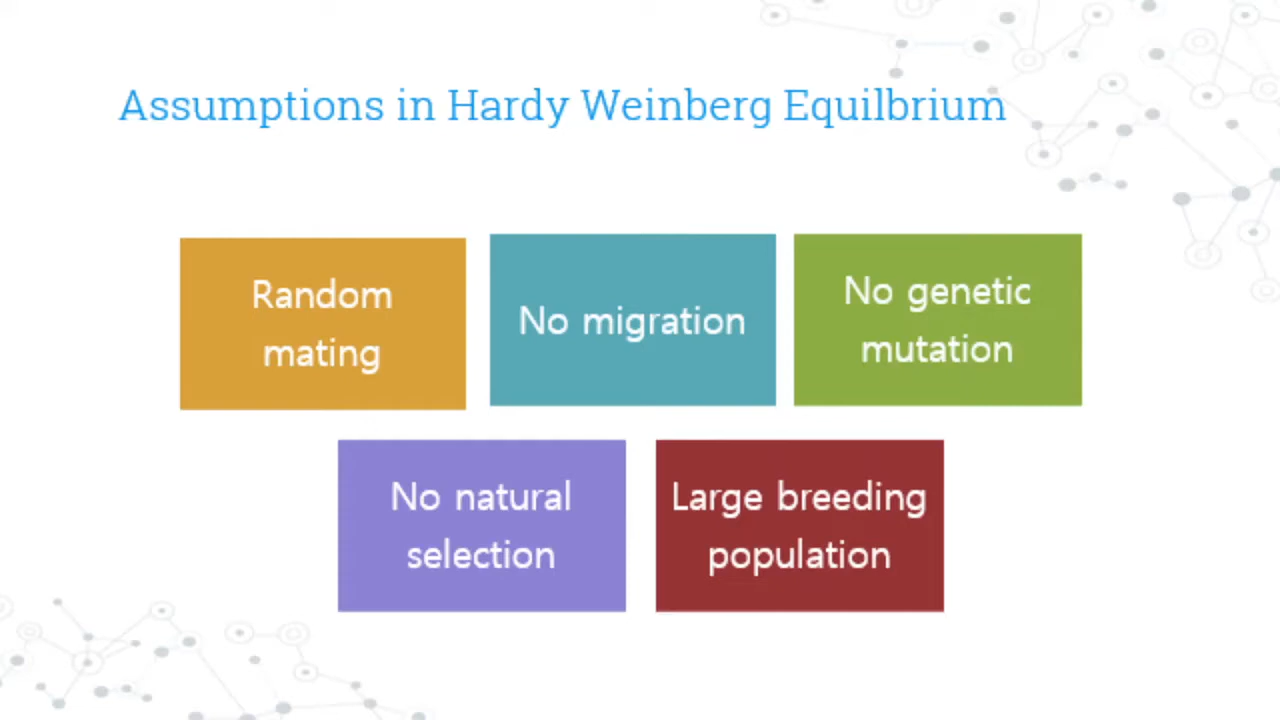 Assumptions in Hardy Weinberg Equilbrium
Random
mating
No migration
No genetic
mutation
No natural
selection
Large breeding
population